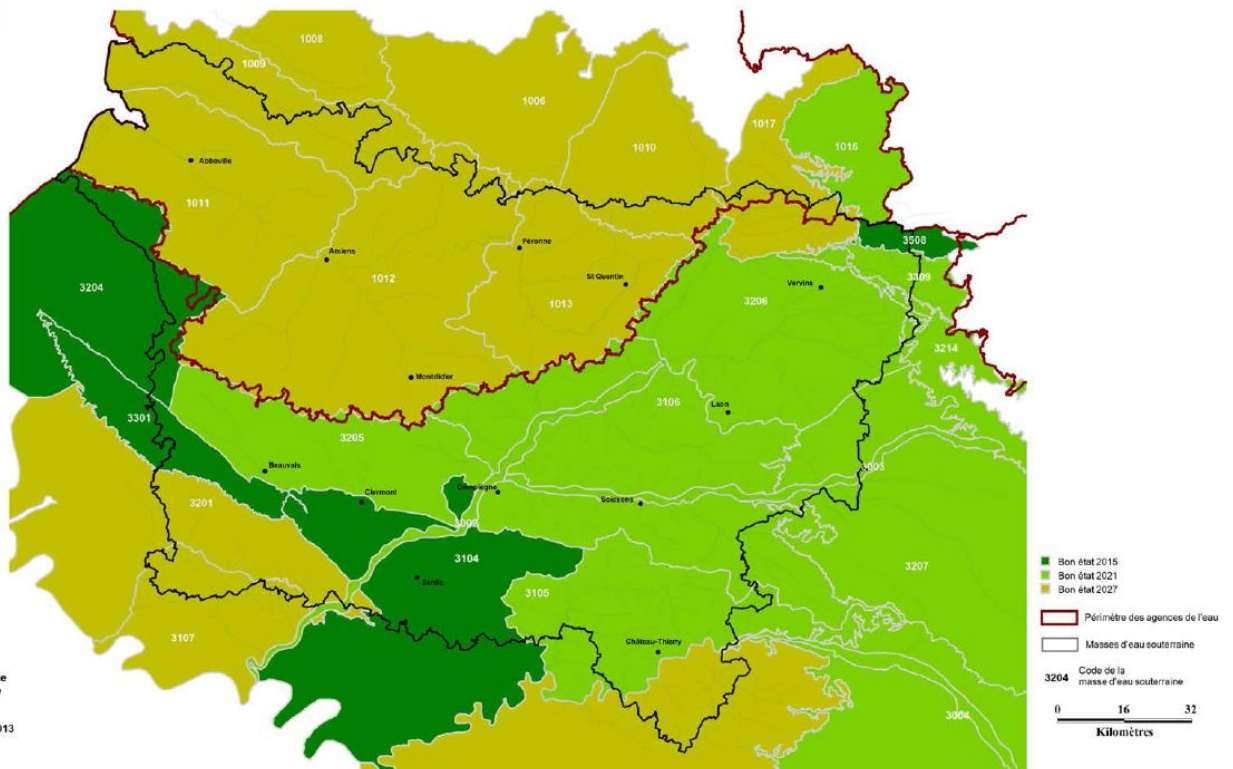 1008
1009
1006
1017
1010
1016
Abbeville
1011
3508
Péronne
Amiens
3309
1012
St Quentin
Vervins
3204
1013
3206
3214
Montdidier
3106
Laon
3301
3205
Beauvais
3003
Compiègne
Clermont
Soissons
3201
3002
3104
3207
Senlis
3105
3107
Château-Thierry
3004
Bon état 2015
Bon état 2021
Bon état 2027
Périmètre des agences de l'eau
Masses d'eau souterraine
3204 Code de la
masse d'eau souterraine
0 16 32
Kilomètres